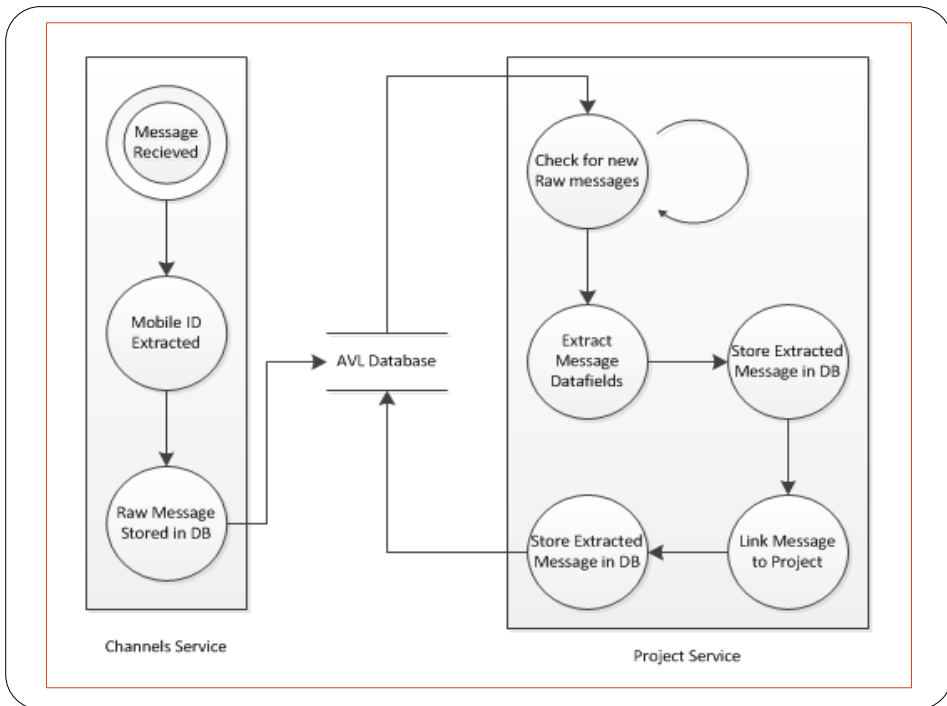 Message
Recieved
Mobile ID
Extracted
Raw Message
Stored in DB
Channels Service
AVL Database
Check for new
Raw messages
Extract
Message
Datafields
Store Extracted
Message in DB
Link Message
to Project
Store Extracted
Message in DB
Project Service